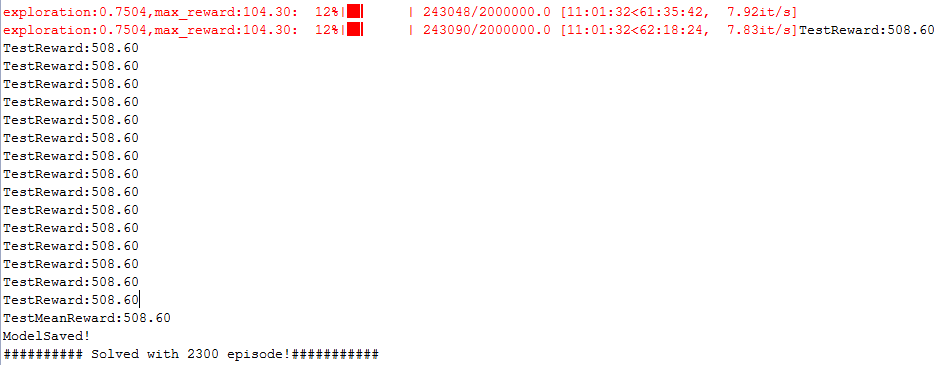 exploration:0.7504,max_reward:104.30:  12%|██        | 243048/2000000.0 [11:01:32<61:35:42,  7.92it/s]
exploration:0.7504,max_reward:104.30:  12%|██        | 243090/2000000.0 [11:01:32<62:18:24,  7.83it/s]TestReward:508.60
TestReward:508.60
TestReward:508.60
TestReward:508.60
TestReward:508.60
TestReward:508.60
TestReward:508.60
TestReward:508.60
TestReward:508.60
TestReward:508.60
TestReward:508.60
TestReward:508.60
TestReward:508.60
TestReward:508.60
TestReward:508.60
TestMeanReward:508.60
ModelSaved!
########## Solved with 2300 episode!###########